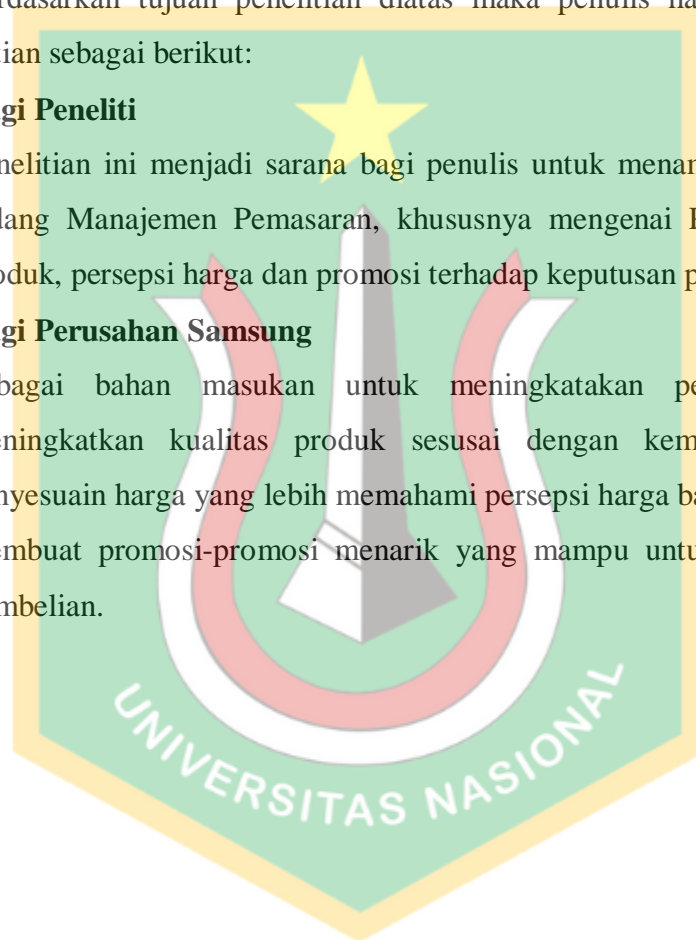 rdasarkan tujuan penelitian diatas maka penulis ha
tian sebagai berikut:
gi Peneliti
nelitian ini menjadi sarana bagi penulis untuk menam
dang Manajemen Pemasaran, khususnya mengenai
oduk, persepsi harga dan promosi terhadap keputusan p
gi Perusahan Samsung
bagai bahan masukan untuk meningkatakan pe
eningkatkan kualitas produk sesusai dengan kem
nyesuain harga yang lebih memahami persepsi harga ba
embuat promosi-promosi menarik yang mampu untu
mbelian.
UNIVERSITAS NASIONAL